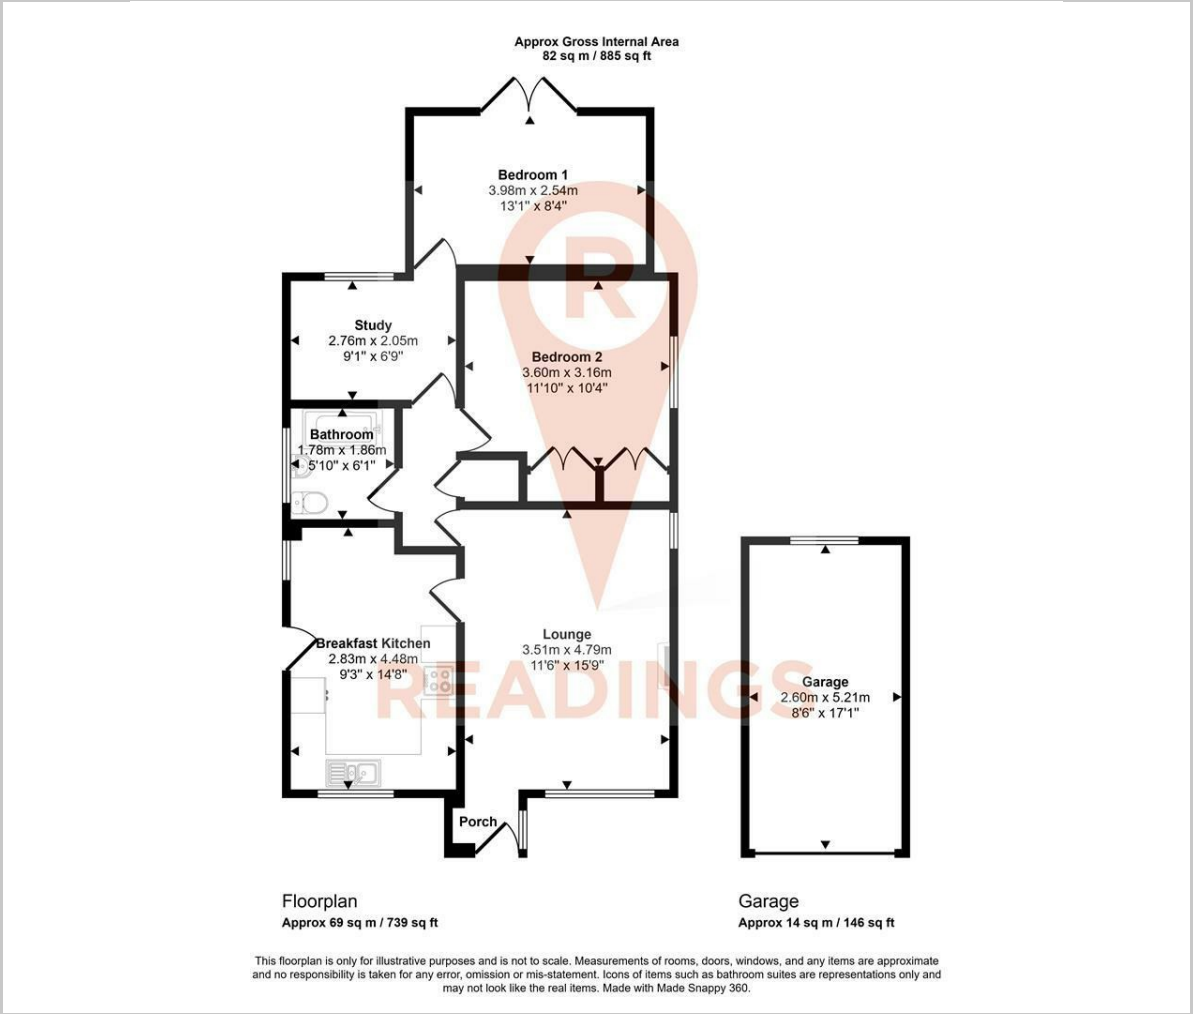 Approx Gross Internal Area
82 sq m / 885 sq ft
Bedroom 1
3.98m x 2.54m
13'1" x 8'4"
R
Study
2.76m x 2.05m
9'1" x 6'9"
Bedroom 2
3.60m x 3.16m
11'10" x 10'4"
Bathroom
1.78m x 1.86m
5'10" x 6'1"
Breakfast Kitchen
2.83m x 4.48m
9'3" x 14'8"
Lounge
3.51m x 4.79m
11'6" x 15'9"
READINGS
Garage
2.60m x 5.21m
8'6" x 17'1"
Porch
Floorplan
Approx 69 sq m / 739 sq ft
Garage
Approx 14 sq m / 146 sq ft
This floorplan is only for illustrative purposes and is not to scale. Measurements of rooms, doors, windows, and any items are approximate
and no responsibility is taken for any error, omission or mis-statement. Icons of items such as bathroom suites are representations only and
may not look like the real items. Made with Made Snappy 360.